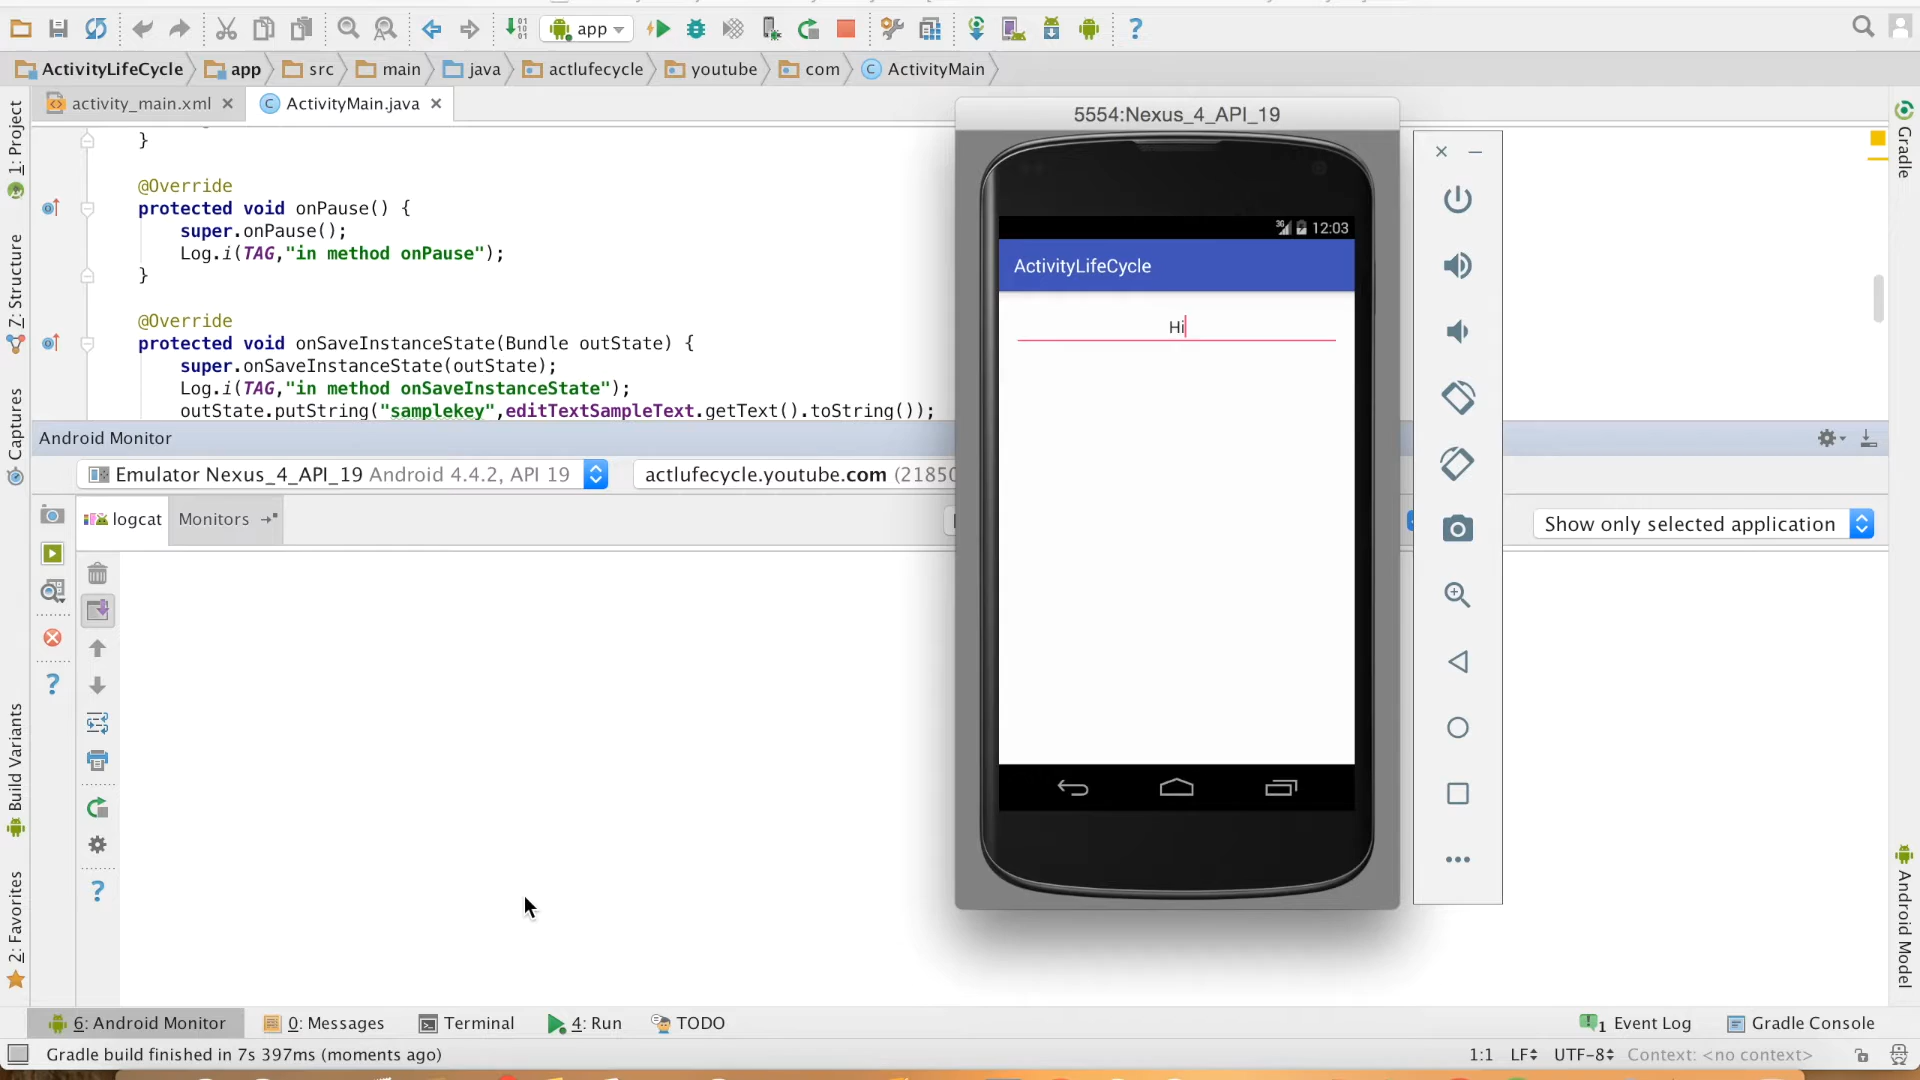 app
ActivityLifeCycle app src main java actlufecycle youtube com ActivityMain
activity_main.xml ActivityMain.java
5554:Nexus_4_API_19
}
@Override
protected void onPause() {
super.onPause();
Log.i(TAG,"in method onPause");
}
@Override
protected void onSaveInstanceState(Bundle outState) {
super.onSaveInstanceState(outState);
Log.i(TAG,"in method onSaveInstanceState");
outState.putString("samplekey",editTextSampleText.getText().toString());
3G 12:03
ActivityLifeCycle
Hi
Android Monitor
Emulator Nexus_4_API_19 Android 4.4.2, API 19 actlufecycle.youtube.com (21850
logcat Monitors Show only selected application
1: Project
Z: Structure
Captures
Build Variants
2: Favorites
Gradle
Android Model
6: Android Monitor 0: Messages Terminal 4: Run TODO 1 Event Log Gradle Console
Gradle build finished in 7s 397ms (moments ago) 1:1 LF UTF-8 Context: <no context>